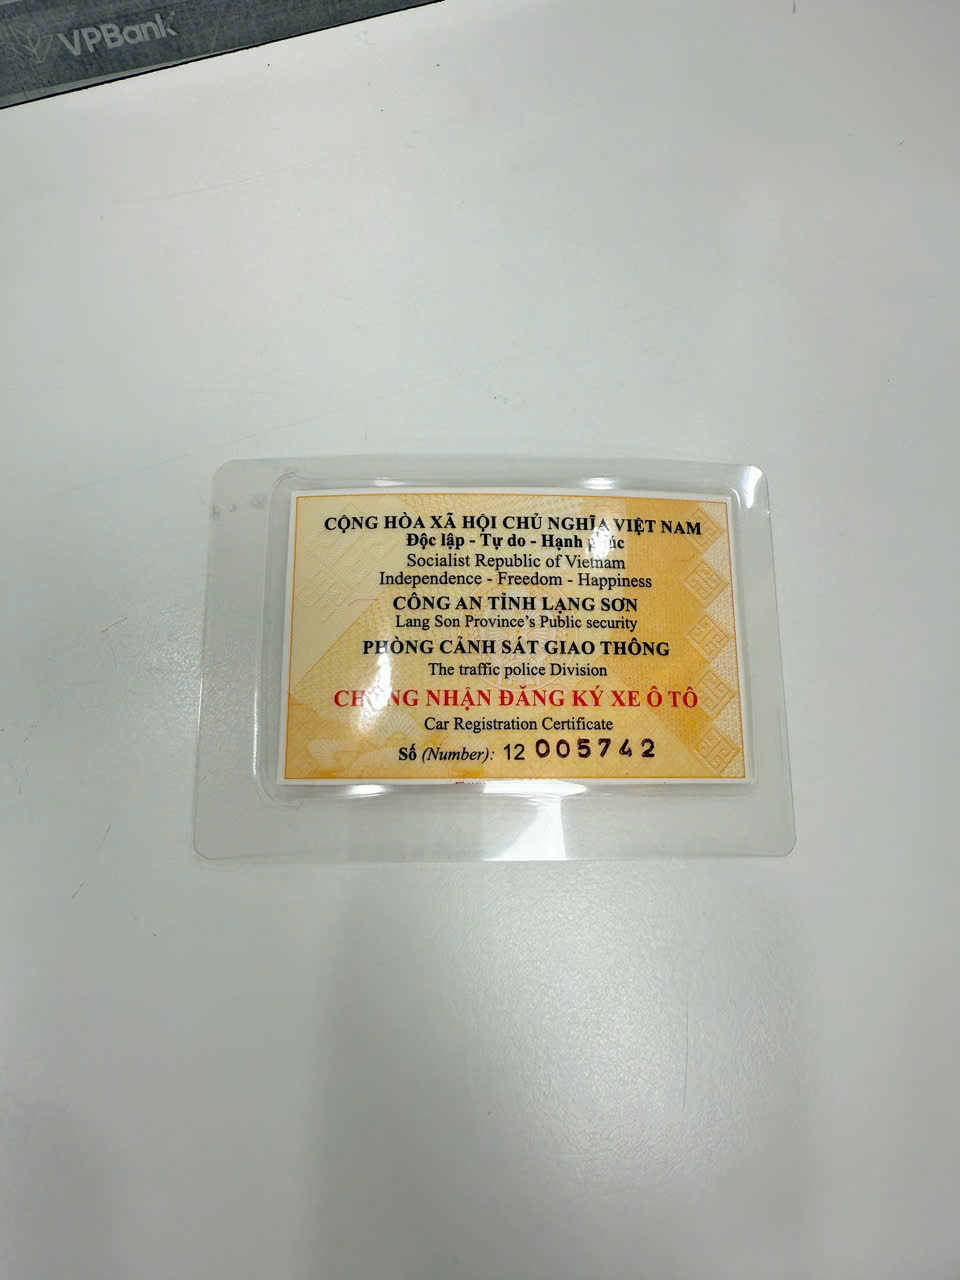 VPBank
CỘNG HÒA XÃ HỘI CHỦ NGHĨA VIỆT NAM
Độc lập - Tự do - Hạnh phúc
Socialist Republic of Vietnam
Independence - Freedom - Happiness
CÔNG AN TỈNH LẠNG SƠN
Lang Son Province's Public security
PHÒNG CẢNH SÁT GIAO THÔNG
The traffic police Division
CHỨNG NHẬN ĐĂNG KÝ XE Ô TÔ
Car Registration Certificate
Số (Number): 12 005742